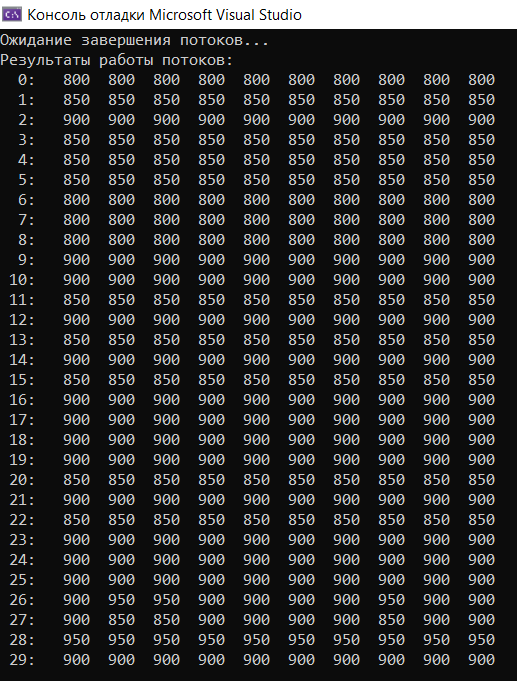 Консоль отладки Microsoft Visual Studio
Ожидание завершения потоков...
Результаты работы потоков:
0: 800 800 800 800 800 800 800 800 800 800
1: 850 850 850 850 850 850 850 850 850 850
2: 900 900 900 900 900 900 900 900 900 900
3: 850 850 850 850 850 850 850 850 850 850
4: 850 850 850 850 850 850 850 850 850 850
5: 850 850 850 850 850 850 850 850 850 850
6: 800 800 800 800 800 800 800 800 800 800
7: 800 800 800 800 800 800 800 800 800 800
8: 800 800 800 800 800 800 800 800 800 800
9: 900 900 900 900 900 900 900 900 900 900
10: 900 900 900 900 900 900 900 900 900 900
11: 850 850 850 850 850 850 850 850 850 850
12: 900 900 900 900 900 900 900 900 900 900
13: 850 850 850 850 850 850 850 850 850 850
14: 900 900 900 900 900 900 900 900 900 900
15: 850 850 850 850 850 850 850 850 850 850
16: 900 900 900 900 900 900 900 900 900 900
17: 900 900 900 900 900 900 900 900 900 900
18: 900 900 900 900 900 900 900 900 900 900
19: 900 900 900 900 900 900 900 900 900 900
20: 850 850 850 850 850 850 850 850 850 850
21: 900 900 900 900 900 900 900 900 900 900
22: 850 850 850 850 850 850 850 850 850 850
23: 900 900 900 900 900 900 900 900 900 900
24: 900 900 900 900 900 900 900 900 900 900
25: 900 900 900 900 900 900 900 900 900 900
26: 900 950 950 900 900 900 900 950 900 900
27: 900 850 850 900 900 900 900 850 900 900
28: 950 950 950 950 950 950 950 950 950 950
29: 900 900 900 900 900 900 900 900 900 900